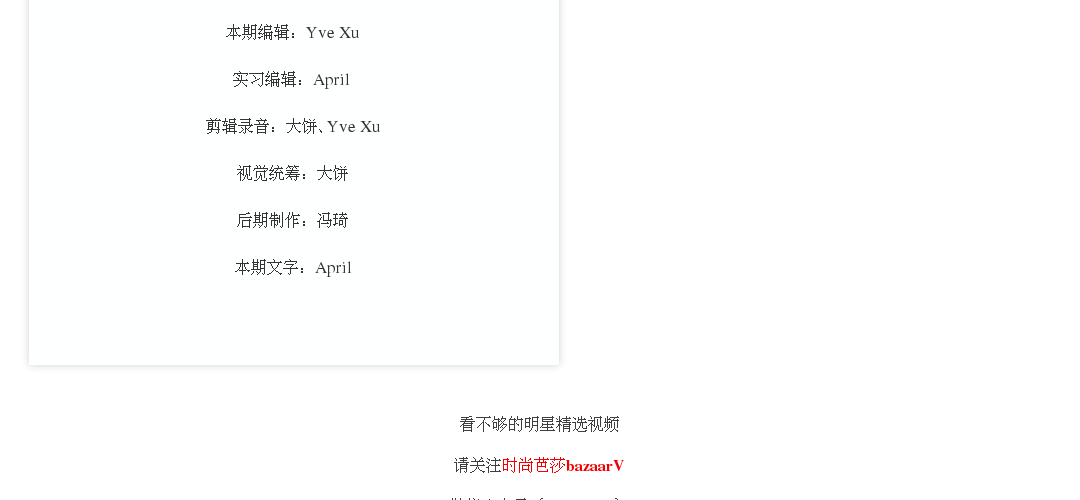 本期编辑：Yve Xu
实习编辑：April
剪辑录音：大饼、Yve Xu
视觉统筹：大饼
后期制作：冯琦
本期文字：April
看不够的明星精选视频
请关注时尚芭莎bazaarV